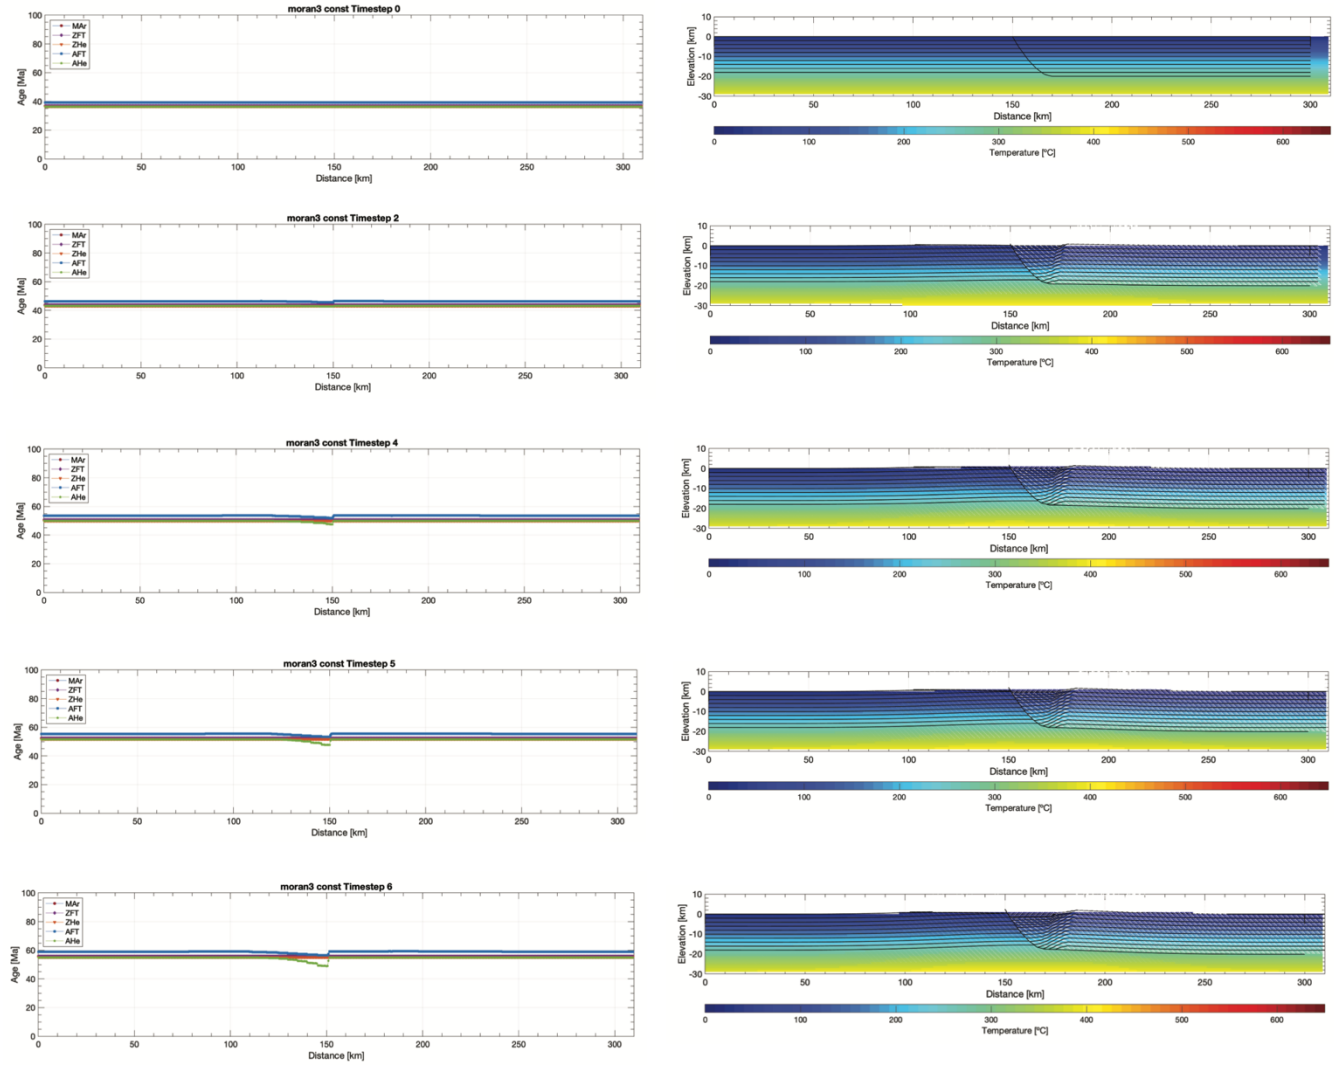 moran3 const Timestep 0
100
80
60
40
20
0
Age [Ma]
MAr
ZFT
ZHe
AFT
AHe
0 50 100 150 200 250 300
Distance [km]
10
0
-10
-20
-30
Elevation [km]
0 50 100 150 200 250 300
Distance [km]
0 100 200 300 400 500 600
Temperature [ºC]
moran3 const Timestep 2
100
80
60
40
20
0
Age [Ma]
MAr
ZFT
ZHe
AFT
AHe
0 50 100 150 200 250 300
Distance [km]
10
0
-10
-20
-30
Elevation [km]
0 50 100 150 200 250 300
Distance [km]
0 100 200 300 400 500 600
Temperature [ºC]
moran3 const Timestep 4
100
80
60
40
20
0
Age [Ma]
MAr
ZFT
ZHe
AFT
AHe
0 50 100 150 200 250 300
Distance [km]
10
0
-10
-20
-30
Elevation [km]
0 50 100 150 200 250 300
Distance [km]
0 100 200 300 400 500 600
Temperature [ºC]
moran3 const Timestep 5
100
80
60
40
20
0
Age [Ma]
MAr
ZFT
ZHe
AFT
AHe
0 50 100 150 200 250 300
Distance [km]
10
0
-10
-20
-30
Elevation [km]
0 50 100 150 200 250 300
Distance [km]
0 100 200 300 400 500 600
Temperature [ºC]
moran3 const Timestep 6
100
80
60
40
20
0
Age [Ma]
MAr
ZFT
ZHe
AFT
AHe
0 50 100 150 200 250 300
Distance [km]
10
0
-10
-20
-30
Elevation [km]
0 50 100 150 200 250 300
Distance [km]
0 100 200 300 400 500 600
Temperature [ºC]